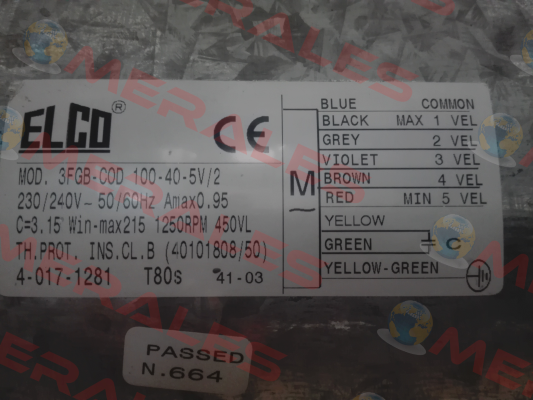 ELCO®
CE
MOD. 3FGB-COD 100-40-5V/2
230/240V~ 50/60Hz Amax0.95
C=3.15 Win-max215 1250RPM 450VL
TH.PROT. INS.CL.B (40101808/50)
4-017-1281 T80s 41-03
M
~
BLUE COMMON
BLACK MAX 1 VEL
GREY 2 VEL
VIOLET 3 VEL
BROWN 4 VEL
RED MIN 5 VEL
YELLOW
GREEN C
YELLOW-GREEN
PASSED
N.664
MERALES
MERALES
MERALES
MERALES